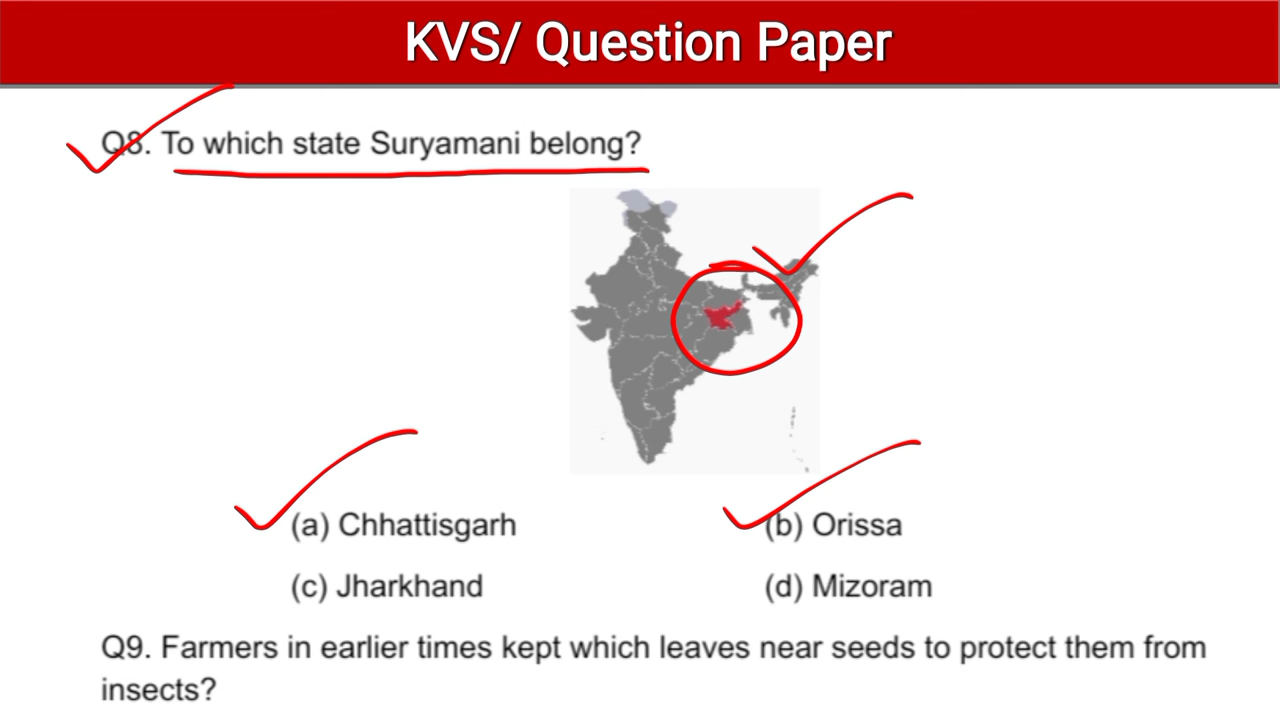 KVS/ Question Paper
Q8. To which state Suryamani belong?
(a) Chhattisgarh
(b) Orissa
(c) Jharkhand
(d) Mizoram
Q9. Farmers in earlier times kept which leaves near seeds to protect them from
insects?